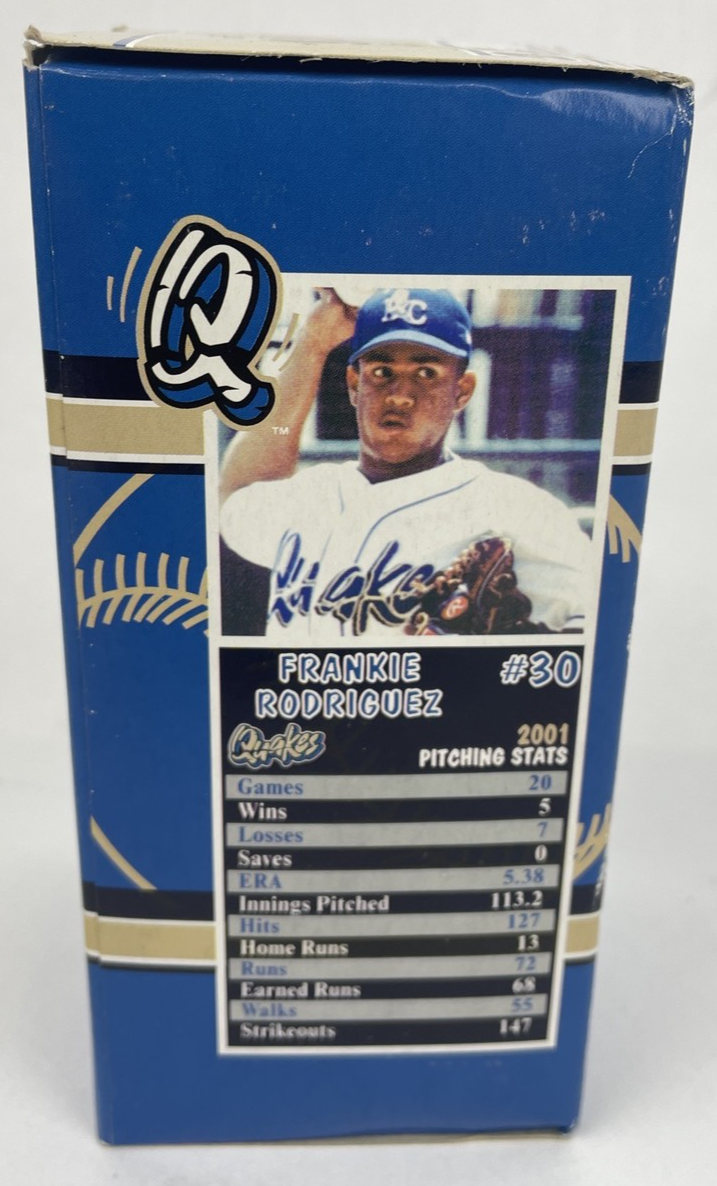 Q
™
R&C
Quakes
FRANKIE #30
RODRIGUEZ
Quakes 2001
PITCHING STATS
Games 20
Wins 5
Losses 7
Saves 0
ERA 5.38
Innings Pitched 113.2
Hits 127
Home Runs 13
Runs 72
Earned Runs 68
Walks 55
Strikeouts 147